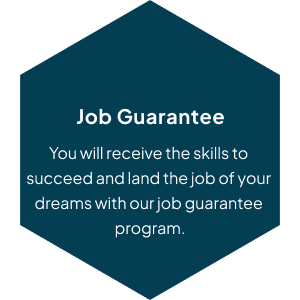 Job Guarantee
You will receive the skills to
succeed and land the job of your
dreams with our job guarantee
program.